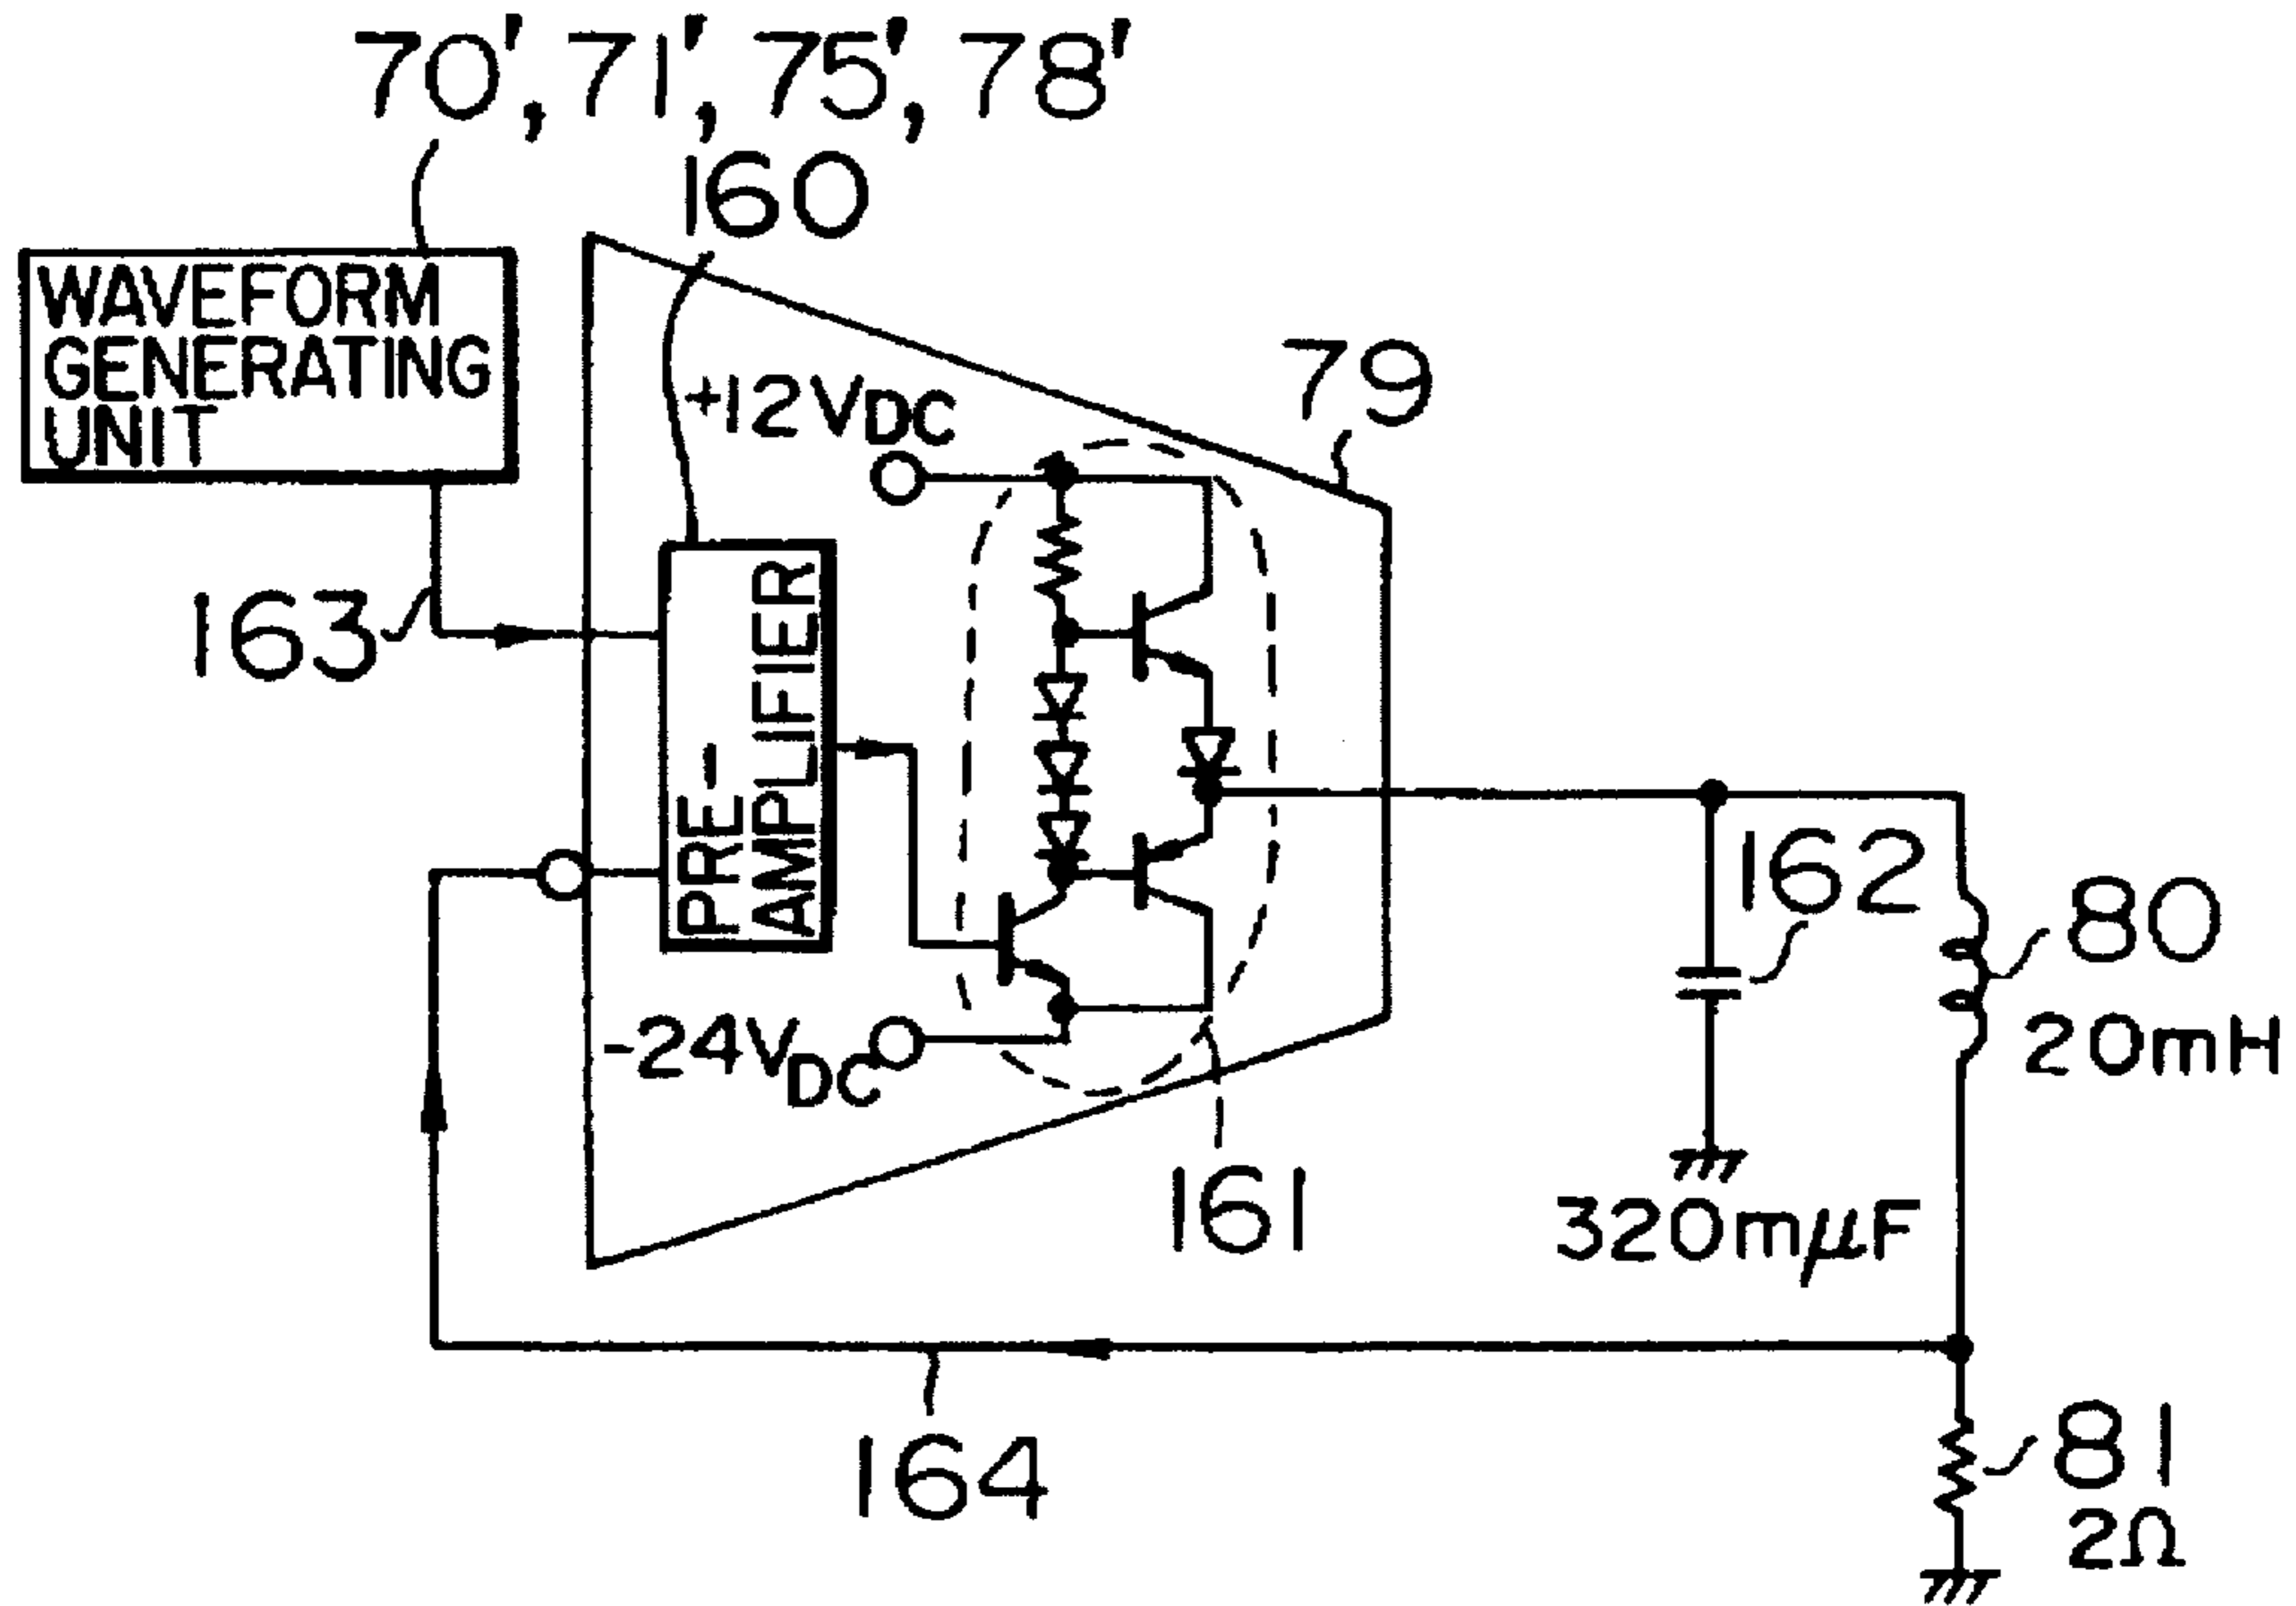 70', 71', 75', 78'
160
WAVEFORM
GENERATING
UNIT
79
+12VDC
163
PRE-
AMPLIFIER
162
80
20mH
-24VDC
161
320mμF
164
81
2Ω